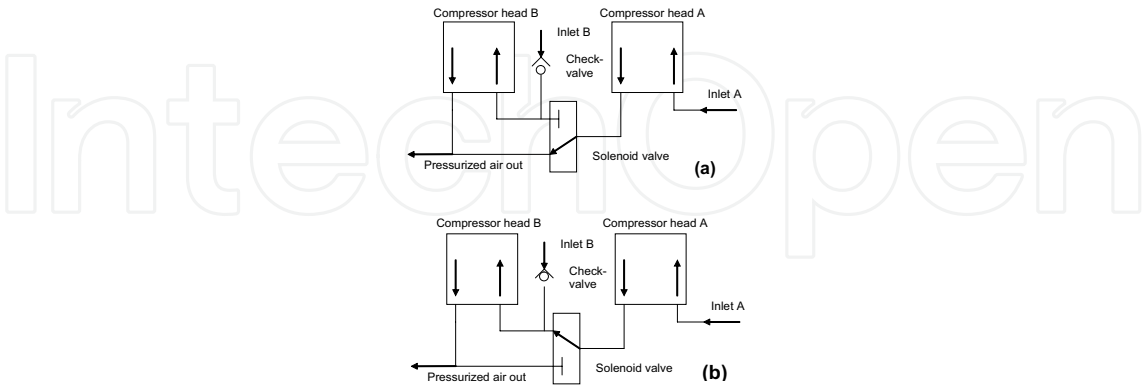 Compressor head B
Compressor head A
Inlet B
Check-
valve
Inlet A
Solenoid valve
Pressurized air out
(a)
Compressor head B
Compressor head A
Inlet B
Check-
valve
Inlet A
Solenoid valve
Pressurized air out
(b)
IntechOpen